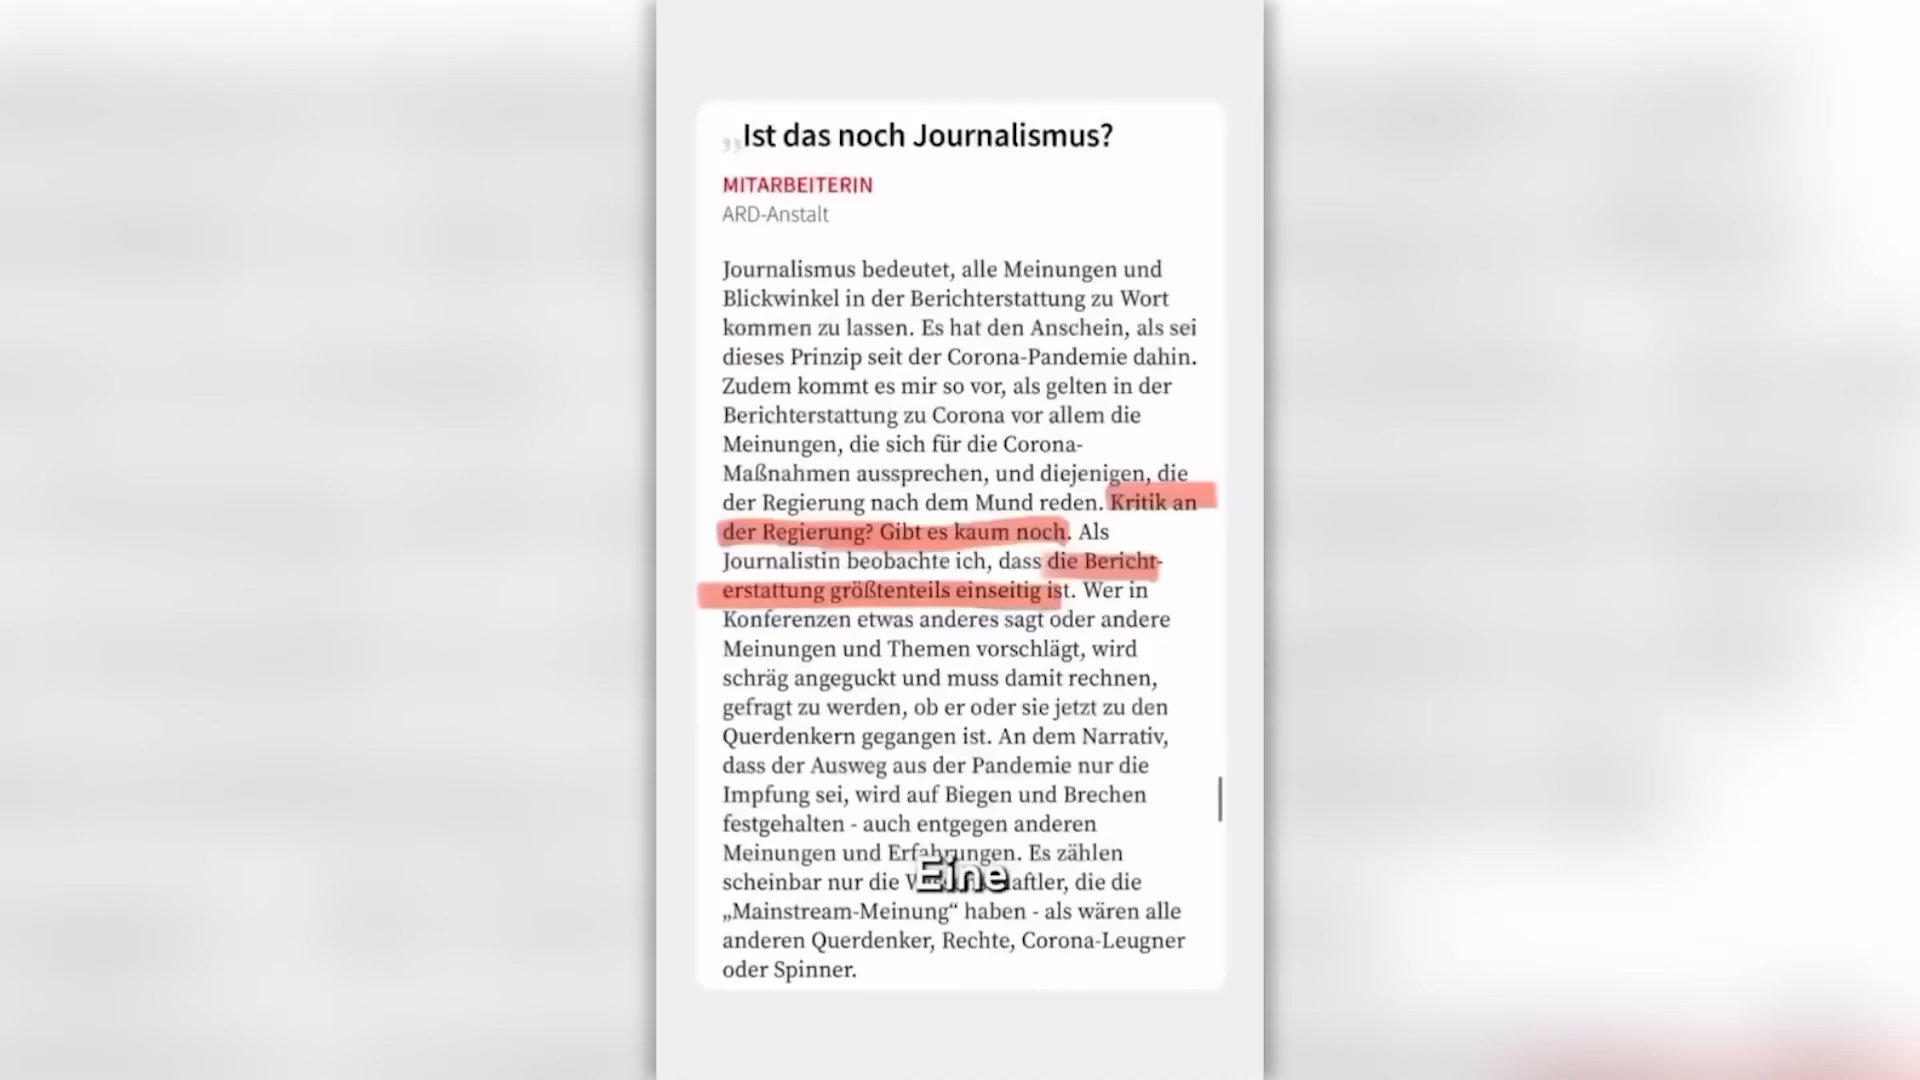 „Ist das noch Journalismus?
MITARBEITERIN
ARD-Anstalt
Journalismus bedeutet, alle Meinungen und
Blickwinkel in der Berichterstattung zu Wort
kommen zu lassen. Es hat den Anschein, als sei
dieses Prinzip seit der Corona-Pandemie dahin.
Zudem kommt es mir so vor, als gelten in der
Berichterstattung zu Corona vor allem die
Meinungen, die sich für die Corona-
Maßnahmen aussprechen, und diejenigen, die
der Regierung nach dem Mund reden. Kritik an
der Regierung? Gibt es kaum noch. Als
Journalistin beobachte ich, dass die Bericht-
erstattung größtenteils einseitig ist. Wer in
Konferenzen etwas anderes sagt oder andere
Meinungen und Themen vorschlägt, wird
schräg angeguckt und muss damit rechnen,
gefragt zu werden, ob er oder sie jetzt zu den
Querdenkern gegangen ist. An dem Narrativ,
dass der Ausweg aus der Pandemie nur die
Impfung sei, wird auf Biegen und Brechen
festgehalten - auch entgegen anderen
Meinungen und Erfahrungen. Es zählen
scheinbar nur die die die
Eine
„Mainstream-Meinung“ haben - als wären alle
anderen Querdenker, Rechte, Corona-Leugner
oder Spinner.